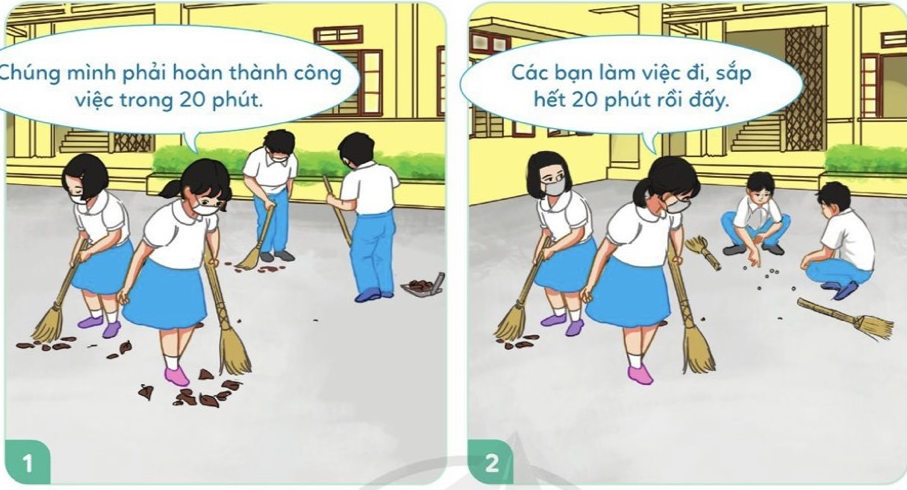 Chúng mình phải hoàn thành công
việc trong 20 phút.
1
Các bạn làm việc đi, sắp
hết 20 phút rồi đấy.
2